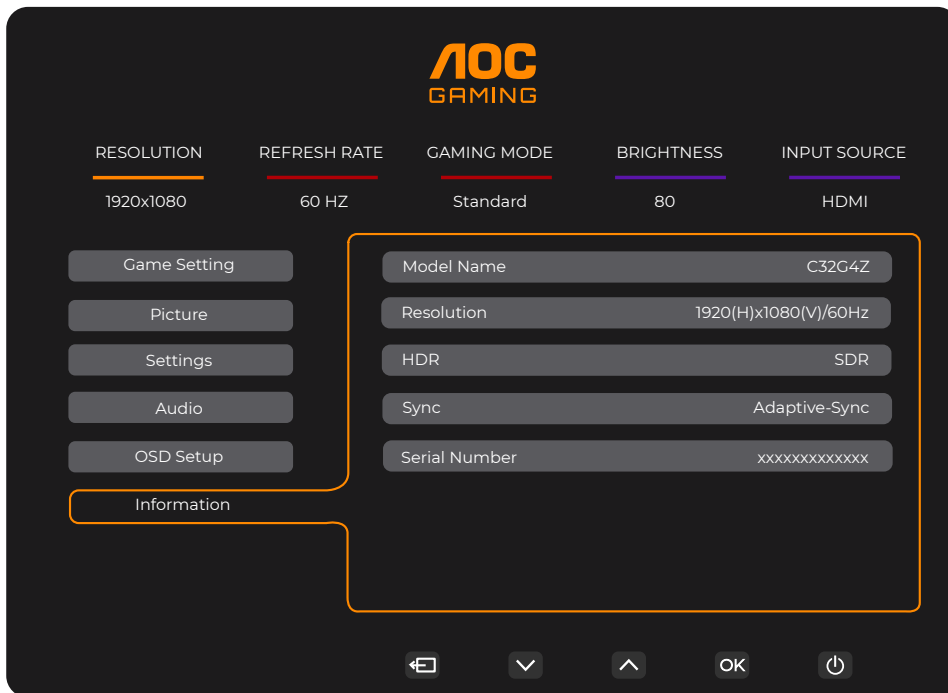 AOC
GAMING
RESOLUTION REFRESH RATE GAMING MODE BRIGHTNESS INPUT SOURCE
1920x1080 60 HZ Standard 80 HDMI
Game Setting
Model Name C32G4Z
Picture
Resolution 1920(H)x1080(V)/60Hz
Settings
HDR SDR
Audio
Sync Adaptive-Sync
OSD Setup
Serial Number xxxxxxxxxxxxx
Information
OK